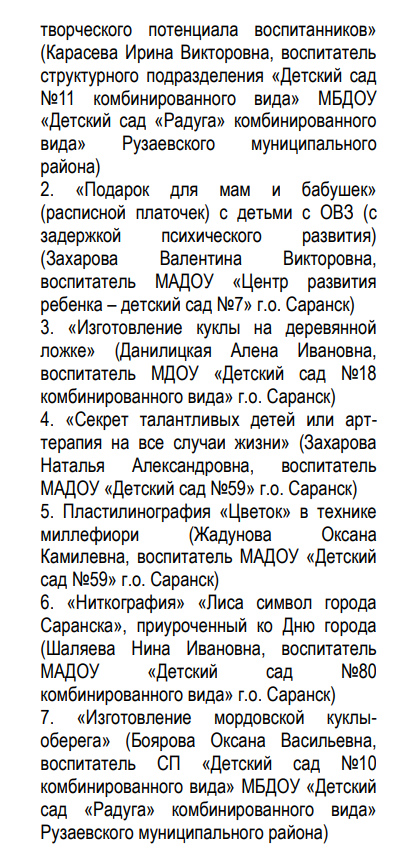 творческого потенциала воспитанников»
(Карасева Ирина Викторовна, воспитатель
структурного подразделения «Детский сад
№11 комбинированного вида» МБДОУ
«Детский сад «Радуга» комбинированного
вида» Рузаевского муниципального
района)
2. «Подарок для мам и бабушек»
(расписной платочек) с детьми с ОВЗ (с
задержкой психического развития)
(Захарова Валентина Викторовна,
воспитатель МАДОУ «Центр развития
ребенка – детский сад №7» г.о. Саранск)
3. «Изготовление куклы на деревянной
ложке» (Данилицкая Алена Ивановна,
воспитатель МДОУ «Детский сад №18
комбинированного вида» г.о. Саранск)
4. «Секрет талантливых детей или арт-
терапия на все случаи жизни» (Захарова
Наталья Александровна, воспитатель
МАДОУ «Детский сад №59» г.о. Саранск)
5. Пластилинография «Цветок» в технике
миллефиори (Жадунова Оксана
Камилевна, воспитатель МАДОУ «Детский
сад №59» г.о. Саранск)
6. «Ниткография» «Лиса символ города
Саранска», приуроченный ко Дню города
(Шаляева Нина Ивановна, воспитатель
МАДОУ «Детский сад №80
комбинированного вида» г.о. Саранск)
7. «Изготовление мордовской куклы-
оберега» (Боярова Оксана Васильевна,
воспитатель СП «Детский сад №10
комбинированного вида» МБДОУ «Детский
сад «Радуга» комбинированного вида»
Рузаевского муниципального района)